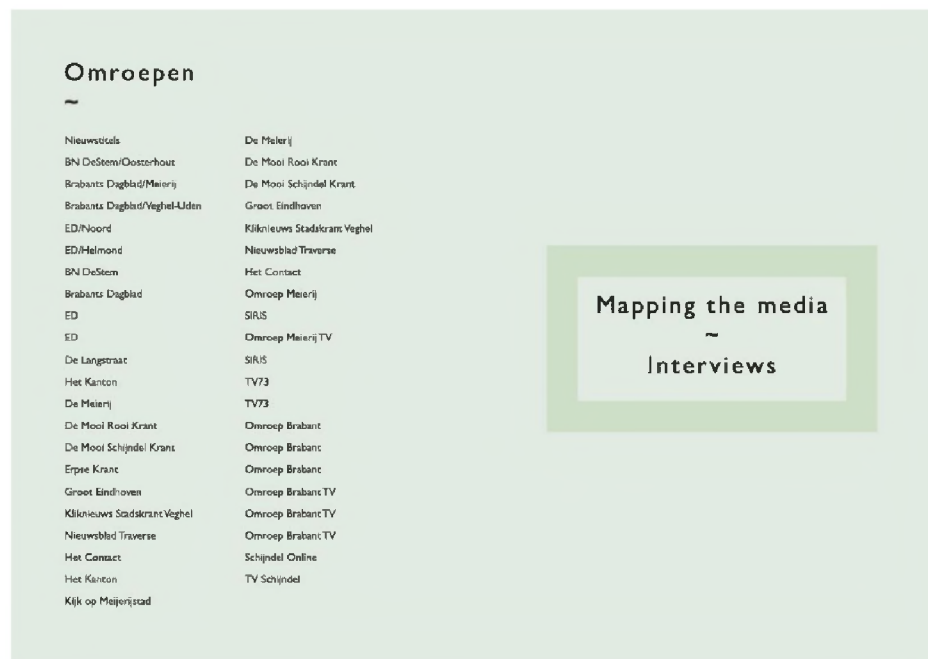 Omroepen
~
Nieuwstitels
BN DeStem/Oosterhout
Brabants Dagblad/Meierij
Brabants Dagblad/Veghel-Uden
ED/Noord
ED/Helmond
BN DeStem
Brabants Dagblad
ED
ED
De Langstraat
Het Kanton
De Meierij
De Mooi Rooi Krant
De Mooi Schijndel Krant
Erpse Krant
Groot Eindhoven
Kliknieuws Stadskrant Veghel
Nieuwsblad Traverse
Het Contact
Het Kanton
Kijk op Meijerijstad
De Meierij
De Mooi Rooi Krant
De Mooi Schijndel Krant
Groot Eindhoven
Kliknieuws Stadskrant Veghel
Nieuwsblad Traverse
Het Contact
Omroep Meierij
SIRIS
Omroep Meierij TV
SIRIS
TV73
TV73
Omroep Brabant
Omroep Brabant
Omroep Brabant
Omroep Brabant TV
Omroep Brabant TV
Omroep Brabant TV
Schijndel Online
TV Schijndel
Mapping the media
~
Interviews